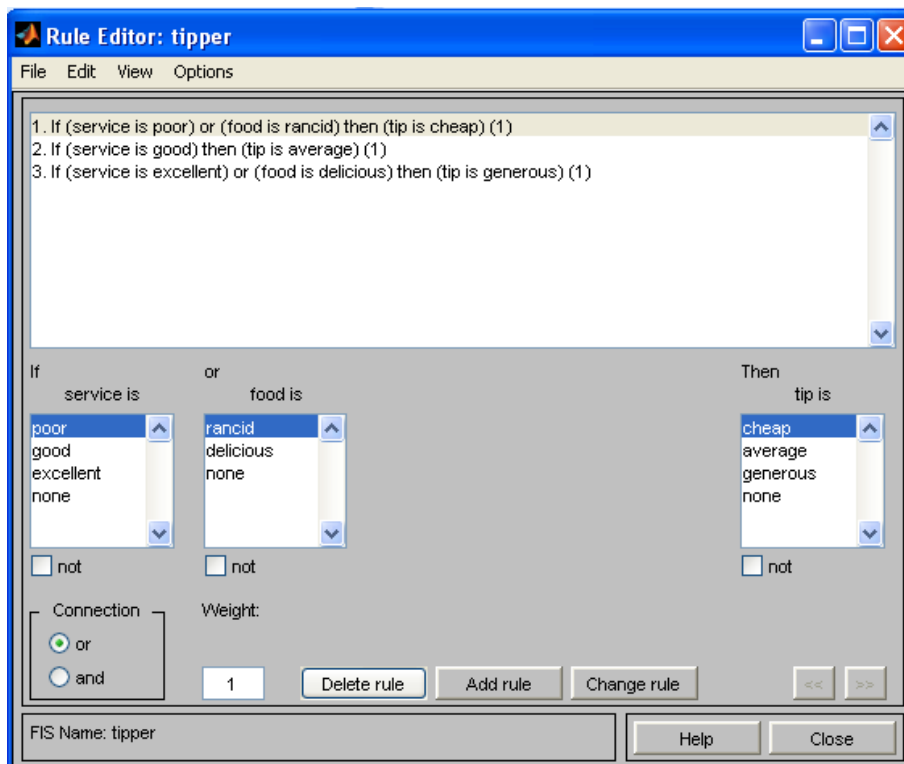 Rule Editor: tipper
File Edit View Options
1. If (service is poor) or (food is rancid) then (tip is cheap) (1)
2. If (service is good) then (tip is average) (1)
3. If (service is excellent) or (food is delicious) then (tip is generous) (1)
If or Then
service is food is tip is
poor rancid cheap
good delicious average
excellent none generous
none none
not not not
Connection Weight:
or
and 1 Delete rule Add rule Change rule << >>
FIS Name: tipper Help Close